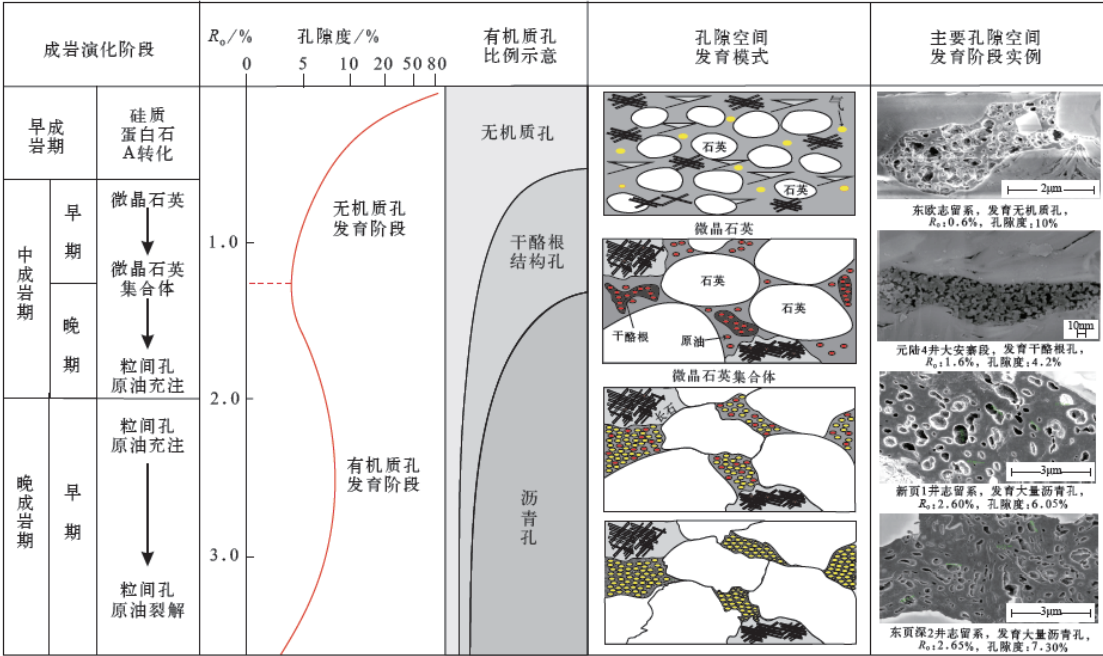 成岩演化阶段
Ro/%
孔隙度/%
有机质孔
比例示意
孔隙空间
发育模式
主要孔隙空间
发育阶段实例
0
5
10
20
50
80
早成
岩期
硅质
蛋白石
A转化
中成岩期
早期
微晶石英
微晶石英
集合体
晚期
粒间孔
原油充注
晚成岩期
早期
粒间孔
原油充注
粒间孔
原油裂解
1.0
2.0
3.0
无机质孔
发育阶段
有机质孔
发育阶段
无机质孔
干酪根
结构孔
沥青孔
气
石英
石英
微晶石英
石英
石英
干酪根
原油
微晶石英集合体
长石
2μm
东欧志留系，发育无机质孔，
Ro:0.6%，孔隙度:10%
10nm
元陆4井大安寨段，发育干酪根孔，
Ro:1.6%，孔隙度:4.2%
3μm
新页1井志留系，发育大量沥青孔，
Ro:2.60%，孔隙度:6.05%
3μm
东页深2井志留系，发育大量沥青孔，
Ro:2.65%，孔隙度:7.30%